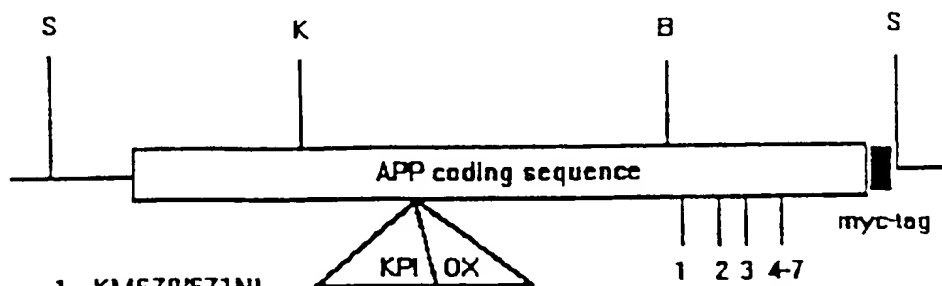 S K B S
APP coding sequence
myc-tag
KPI OX
1 2 3 4-7